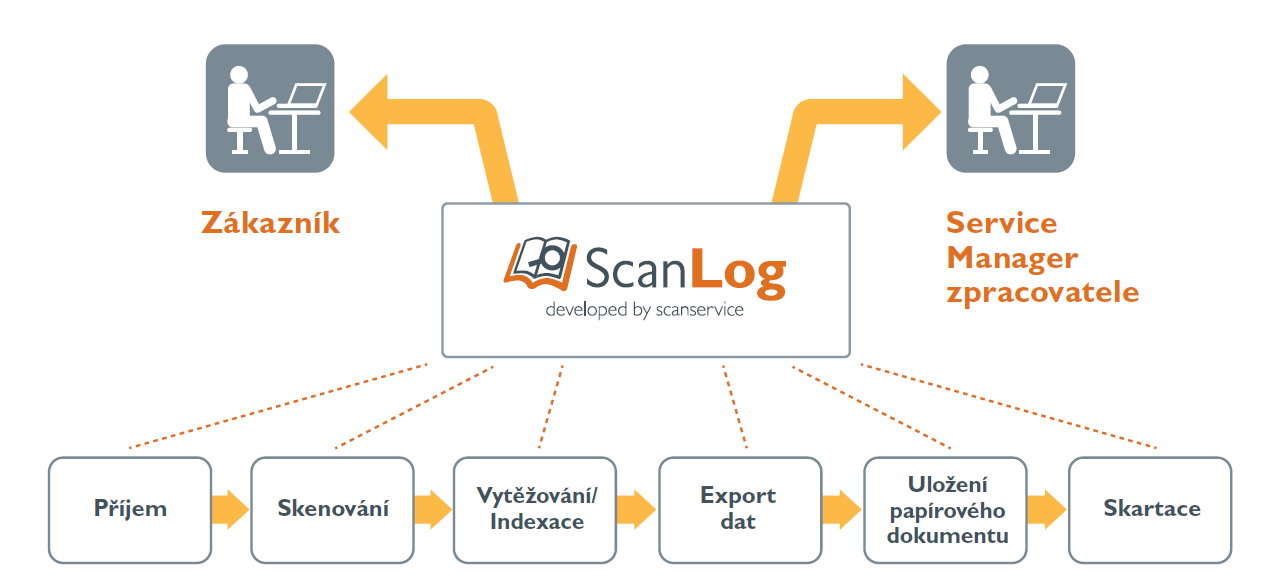 Zákazník
Service
Manager
zpracovatele
ScanLog
developed by scanservice
Příjem
Skenování
Vytěžování/
Indexace
Export
dat
Uložení
papírového
dokumentu
Skartace